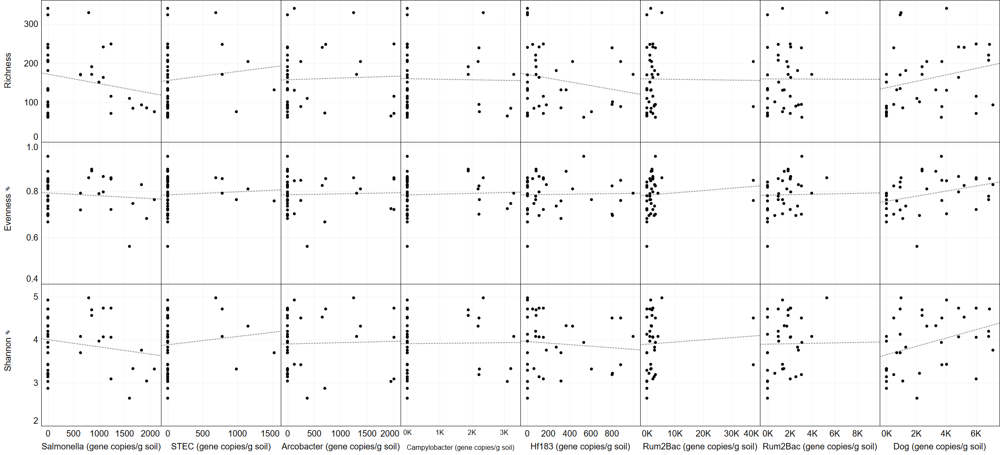 Richness
300
200
100
0
Evenness
1.0
0.8
0.6
0.4
Shannon
5
4
3
2
0 500 1000 1500 2000
0 500 1000 1500
0 500 1000 1500 2000
0K 1K 2K 3K
0 200 400 600 800
0K 10K 20K 30K 40K
0K 2K 4K 6K 8K
0K 2K 4K 6K
Salmonella (gene copies/g soil)
STEC (gene copies/g soil)
Arcobacter (gene copies/g soil)
Campylobacter (gene copies/g soil)
Hf183 (gene copies/g soil)
Rum2Bac (gene copies/g soil)
Rum2Bac (gene copies/g soil)
Dog (gene copies/g soil)